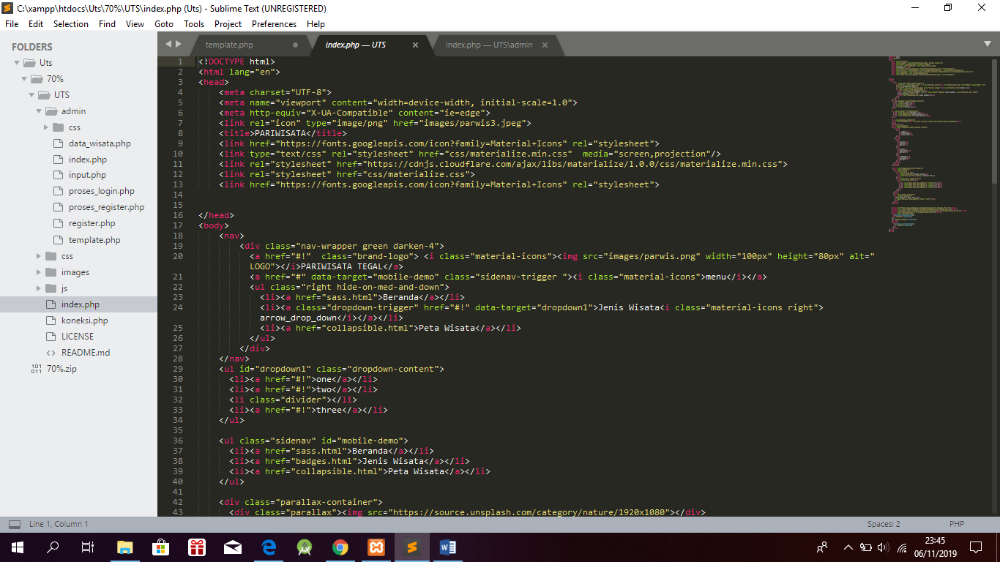 C:\xampp\htdocs\Uts\70%\UTS\index.php (Uts) - Sublime Text (UNREGISTERED)
File Edit Selection Find View Goto Tools Project Preferences Help
FOLDERS
Uts
70%
UTS
admin
css
data_wisata.php
index.php
input.php
proses_login.php
proses_register.php
register.php
template.php
css
images
js
index.php
koneksi.php
LICENSE
README.md
70%.zip
template.php
index.php — UTS
index.php — UTS\admin
1 <!DOCTYPE html>
2 <html lang="en">
3 <head>
4 <meta charset="UTF-8">
5 <meta name="viewport" content="width=device-width, initial-scale=1.0">
6 <meta http-equiv="X-UA-Compatible" content="ie=edge">
7 <link rel="icon" type="image/png" href="images/parwis3.jpeg">
8 <title>PARIWISATA</title>
9 <link href="https://fonts.googleapis.com/icon?family=Material+Icons" rel="stylesheet">
10 <link type="text/css" rel="stylesheet" href="css/materialize.min.css"  media="screen,projection"/>
11 <link rel="stylesheet" href="https://cdnjs.cloudflare.com/ajax/libs/materialize/1.0.0/css/materialize.min.css">
12 <link rel="stylesheet" href="css/materialize.css">
13 <link href="https://fonts.googleapis.com/icon?family=Material+Icons" rel="stylesheet">
14
15
16 </head>
17 <body>
18 <nav>
19 <div class="nav-wrapper green darken-4">
20 <a href="#!"  class="brand-logo"> <i class="material-icons"><img src="images/parwis.png" width="100px" height="80px" alt="
LOGO"></i>PARIWISATA TEGAL</a>
21 <a href="#" data-target="mobile-demo" class="sidenav-trigger "><i class="material-icons">menu</i></a>
22 <ul class="right hide-on-med-and-down">
23 <li><a href="sass.html">Beranda</a></li>
24 <li><a class="dropdown-trigger" href="#!" data-target="dropdown1">Jenis Wisata<i class="material-icons right">
arrow_drop_down</i></a></li>
25 <li><a href="collapsible.html">Peta Wisata</a></li>
26 </ul>
27 </div>
28 </nav>
29 <ul id="dropdown1" class="dropdown-content">
30 <li><a href="#!">one</a></li>
31 <li><a href="#!">two</a></li>
32 <li class="divider"></li>
33 <li><a href="#!">three</a></li>
34 </ul>
35
36 <ul class="sidenav" id="mobile-demo">
37 <li><a href="sass.html">Beranda</a></li>
38 <li><a href="badges.html">Jenis Wisata</a></li>
39 <li><a href="collapsible.html">Peta Wisata</a></li>
40 </ul>
41
42 <div class="parallax-container">
43 <div class="parallax"><img src="https://source.unsplash.com/category/nature/1920x1080"></div>
Line 1, Column 1
Spaces: 2
PHP
23:45
06/11/2019